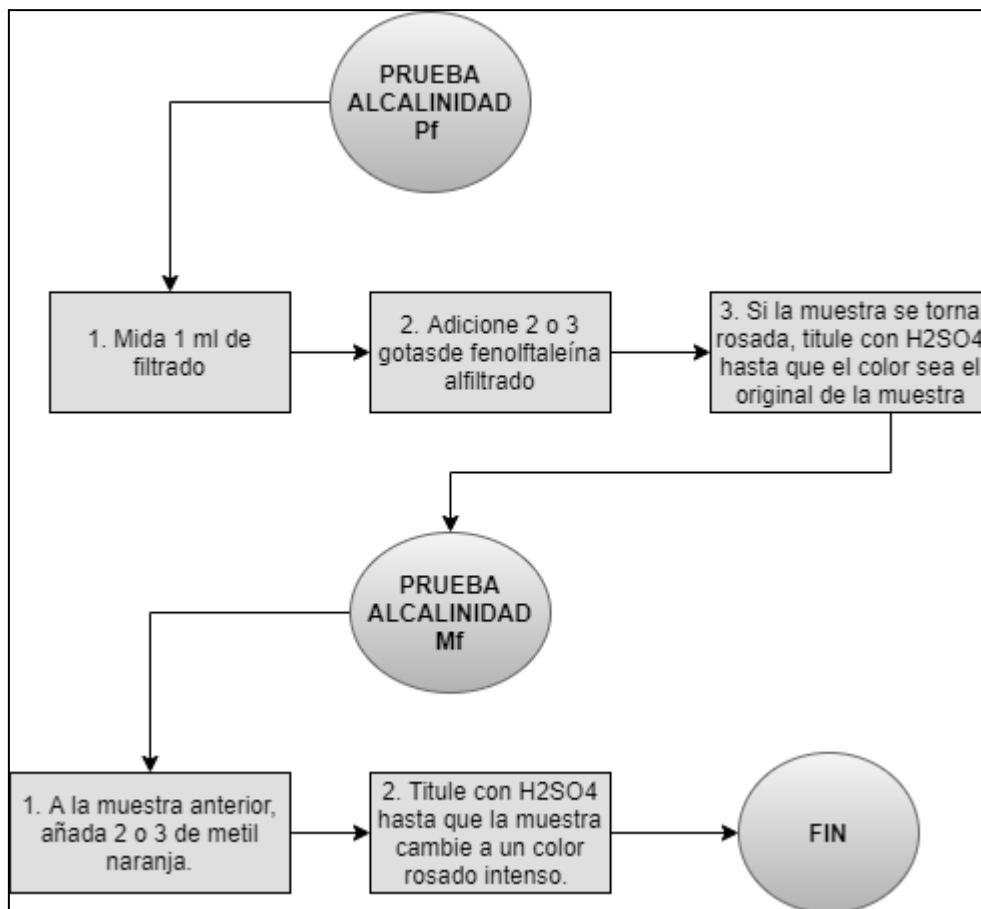 PRUEBA
ALCALINIDAD
Pf
1. Mida 1 ml de
filtrado
2. Adicione 2 o 3
gotasde fenolftaleína
alfiltrado
3. Si la muestra se torna
rosada, titule con H2SO4
hasta que el color sea el
original de la muestra
PRUEBA
ALCALINIDAD
Mf
1. A la muestra anterior,
añada 2 o 3 de metil
naranja.
2. Titule con H2SO4
hasta que la muestra
cambie a un color
rosado intenso.
FIN